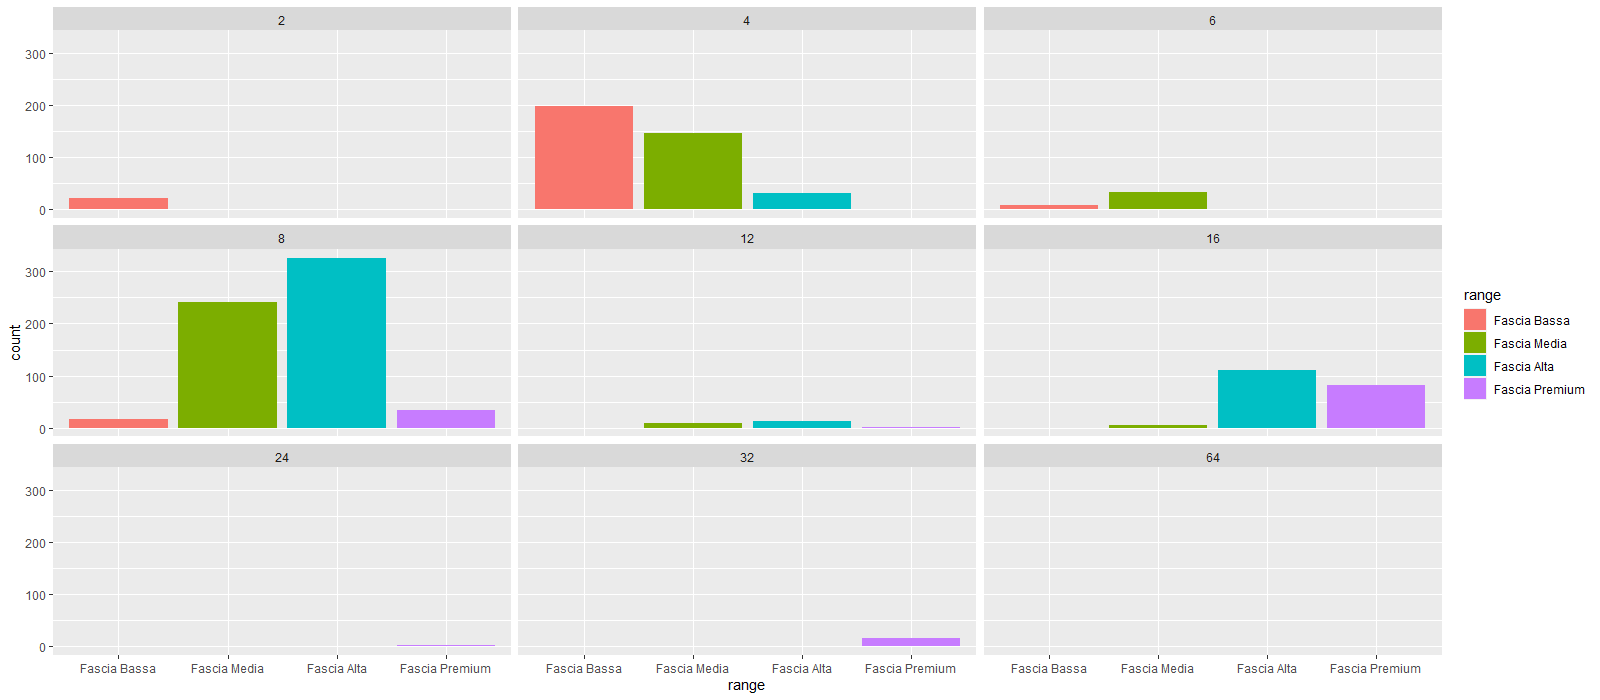 2
4
6
300
200
100
0
8
12
16
300
200
100
0
count
24
32
64
300
200
100
0
Fascia Bassa Fascia Media Fascia Alta Fascia Premium
Fascia Bassa Fascia Media Fascia Alta Fascia Premium
Fascia Bassa Fascia Media Fascia Alta Fascia Premium
range
range
Fascia Bassa
Fascia Media
Fascia Alta
Fascia Premium